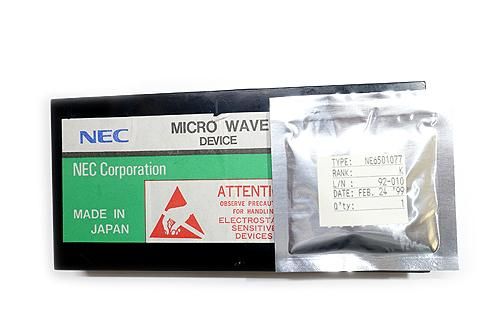 NEC
MICRO WAVE
DEVICE
NEC Corporation
MADE IN
JAPAN
ATTENTI
OBSERVE PRECAU
FOR HANDLIN
ELECTROSTA
SENSITIVE
DEVICES
TYPE: NE6501077
RANK: K
L/N : 92-010
DATE: FEB. 24 '99
Q'ty: 1